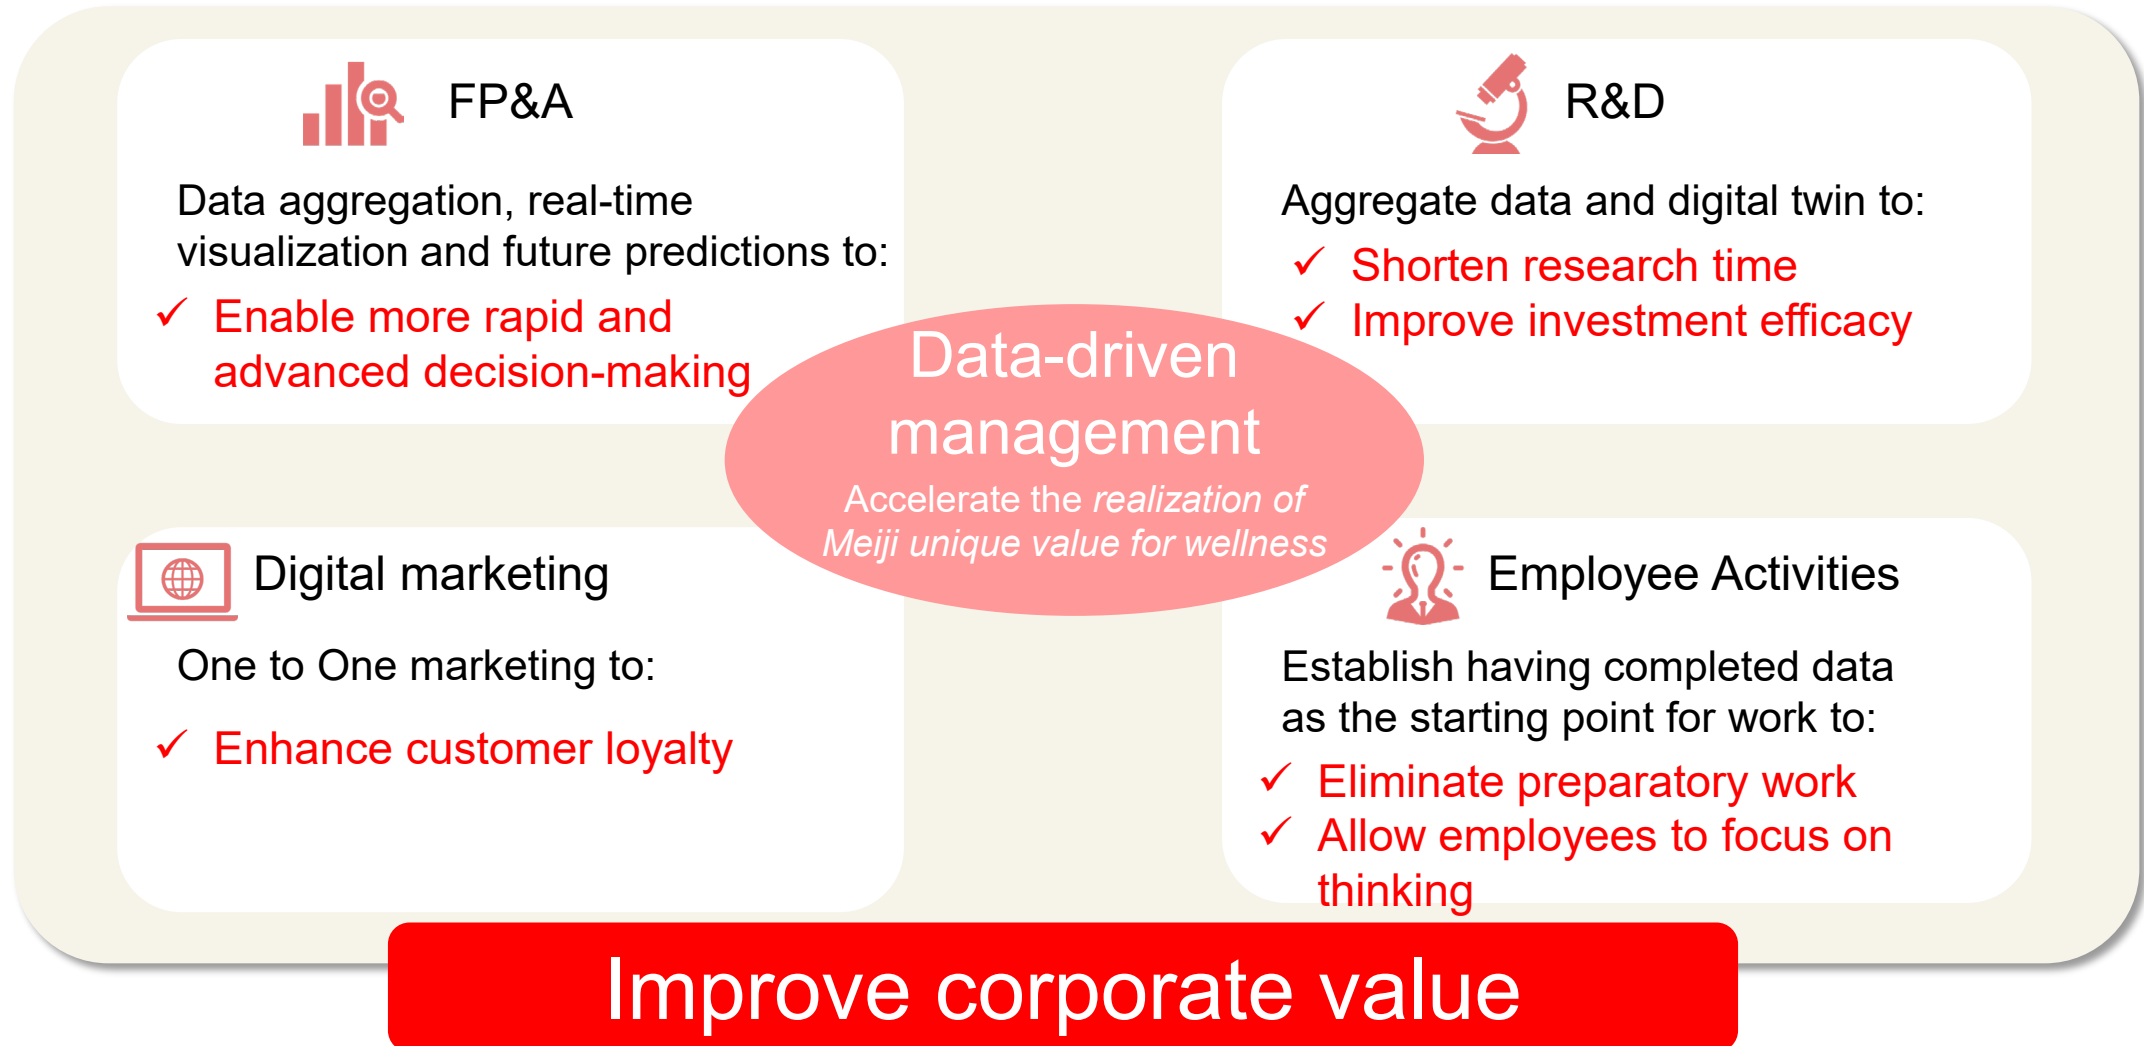 FP&A
Data aggregation, real-time
visualization and future predictions to:
✓ Enable more rapid and
advanced decision-making
R&D
Aggregate data and digital twin to:
✓ Shorten research time
✓ Improve investment efficacy
Data-driven
management
Accelerate the realization of
Meiji unique value for wellness
Digital marketing
One to One marketing to:
✓ Enhance customer loyalty
Employee Activities
Establish having completed data
as the starting point for work to:
✓ Eliminate preparatory work
✓ Allow employees to focus on
thinking
Improve corporate value